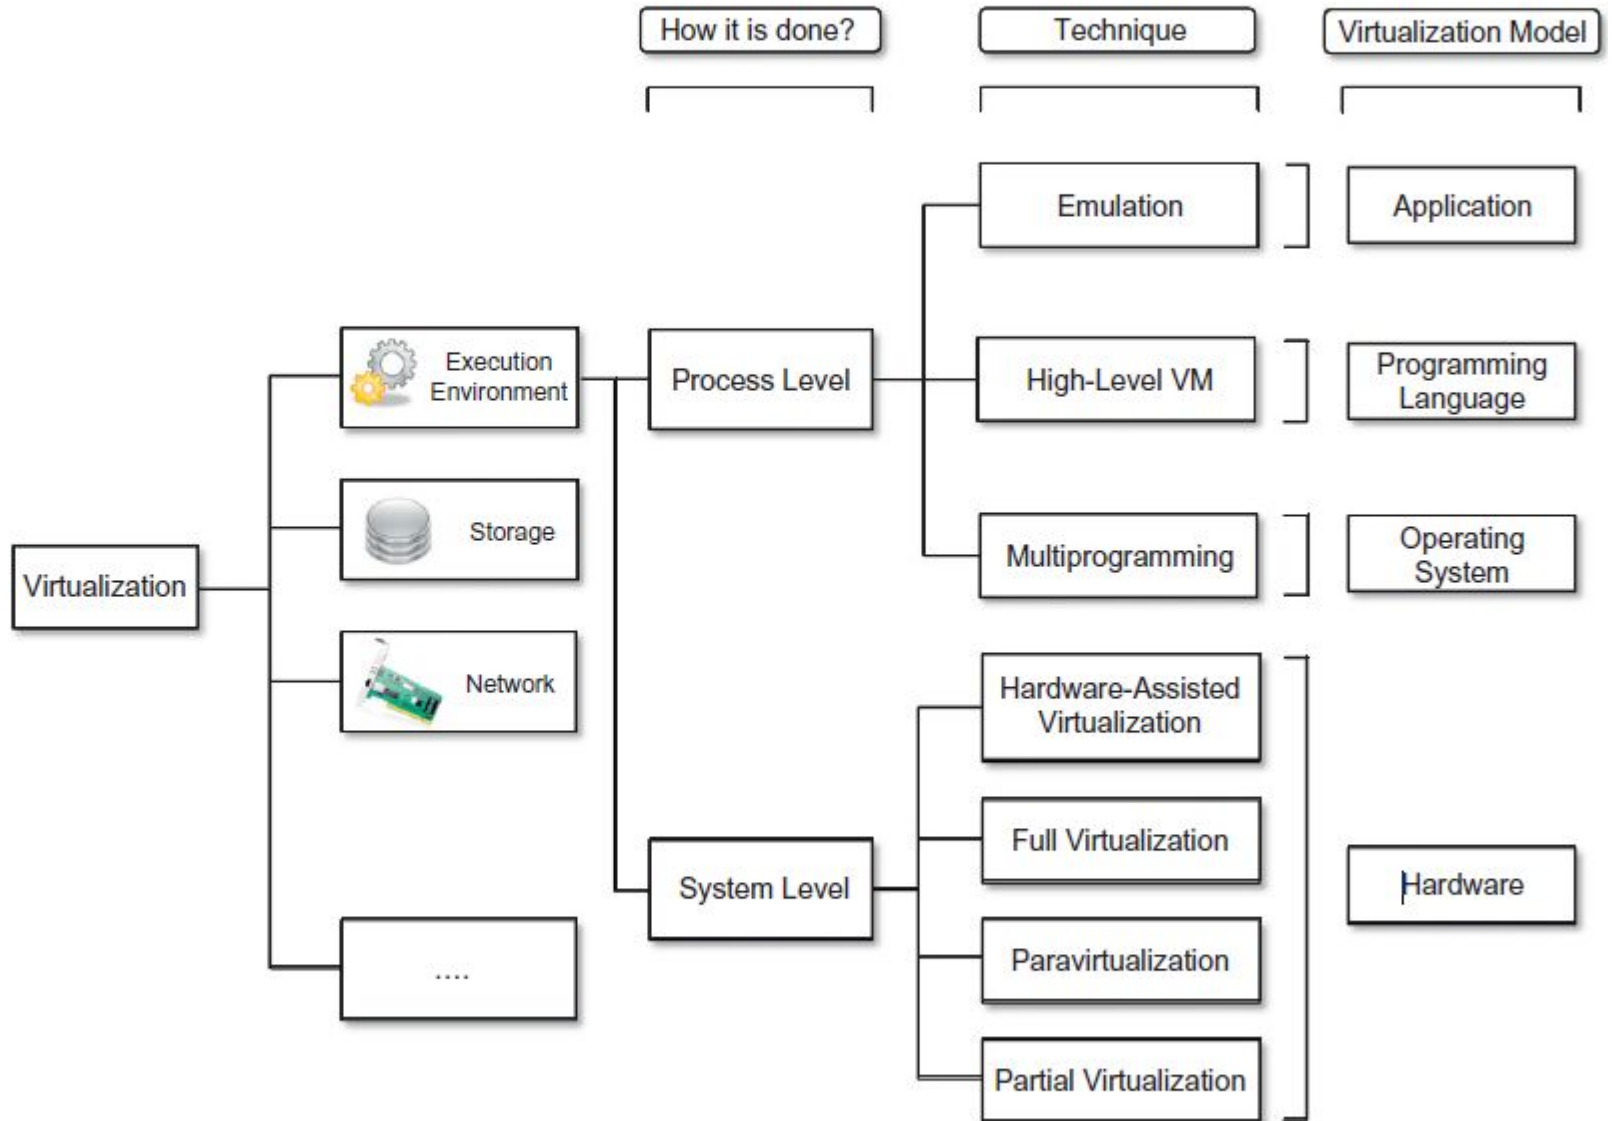 How it is done?
Technique
Virtualization Model
Emulation
Application
Execution
Environment
Process Level
High-Level VM
Programming
Language
Storage
Multiprogramming
Operating
System
Virtualization
Network
Hardware-Assisted
Virtualization
System Level
Full Virtualization
Hardware
Paravirtualization
....
Partial Virtualization